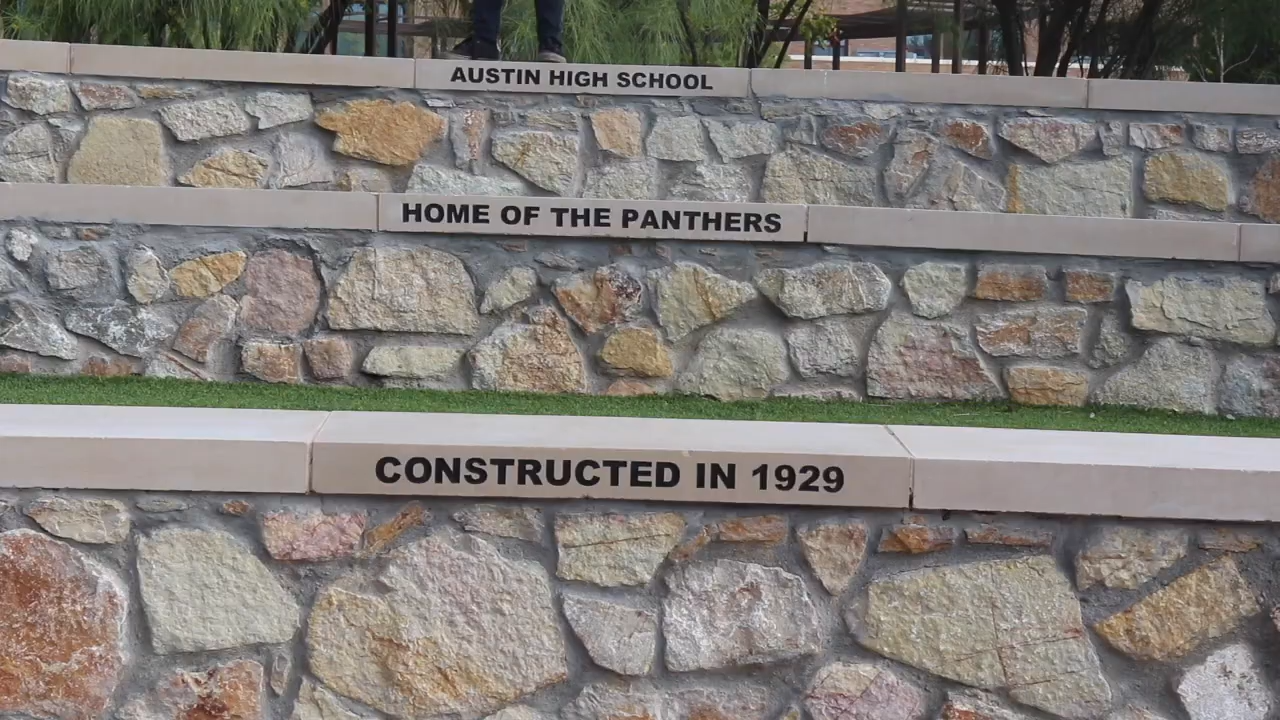 AUSTIN HIGH SCHOOL
HOME OF THE PANTHERS
CONSTRUCTED IN 1929